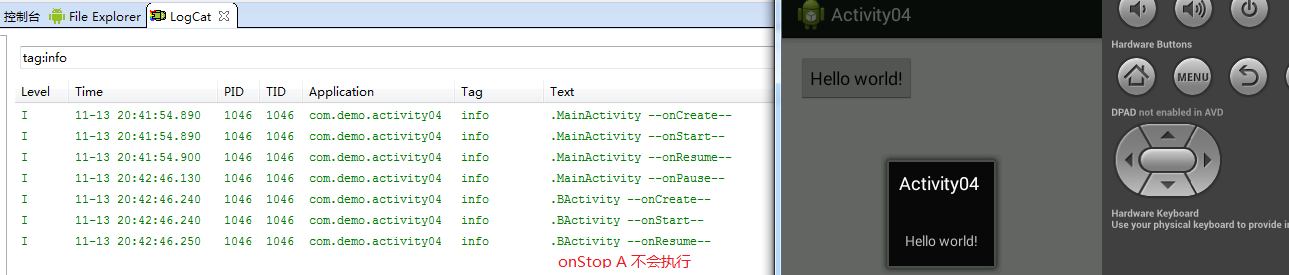 控制台 File Explorer LogCat
tag:info
Level Time PID TID Application Tag Text
I 11-13 20:41:54.890 1046 1046 com.demo.activity04 info .MainActivity --onCreate--
I 11-13 20:41:54.890 1046 1046 com.demo.activity04 info .MainActivity --onStart--
I 11-13 20:41:54.900 1046 1046 com.demo.activity04 info .MainActivity --onResume--
I 11-13 20:42:46.130 1046 1046 com.demo.activity04 info .MainActivity --onPause--
I 11-13 20:42:46.240 1046 1046 com.demo.activity04 info .BActivity --onCreate--
I 11-13 20:42:46.240 1046 1046 com.demo.activity04 info .BActivity --onStart--
I 11-13 20:42:46.250 1046 1046 com.demo.activity04 info .BActivity --onResume--
onStop A 不会执行
Activity04
Hello world!
Activity04
Hello world!
Hardware Buttons
MENU
DPAD not enabled in AVD
Hardware Keyboard
Use your physical keyboard to provide